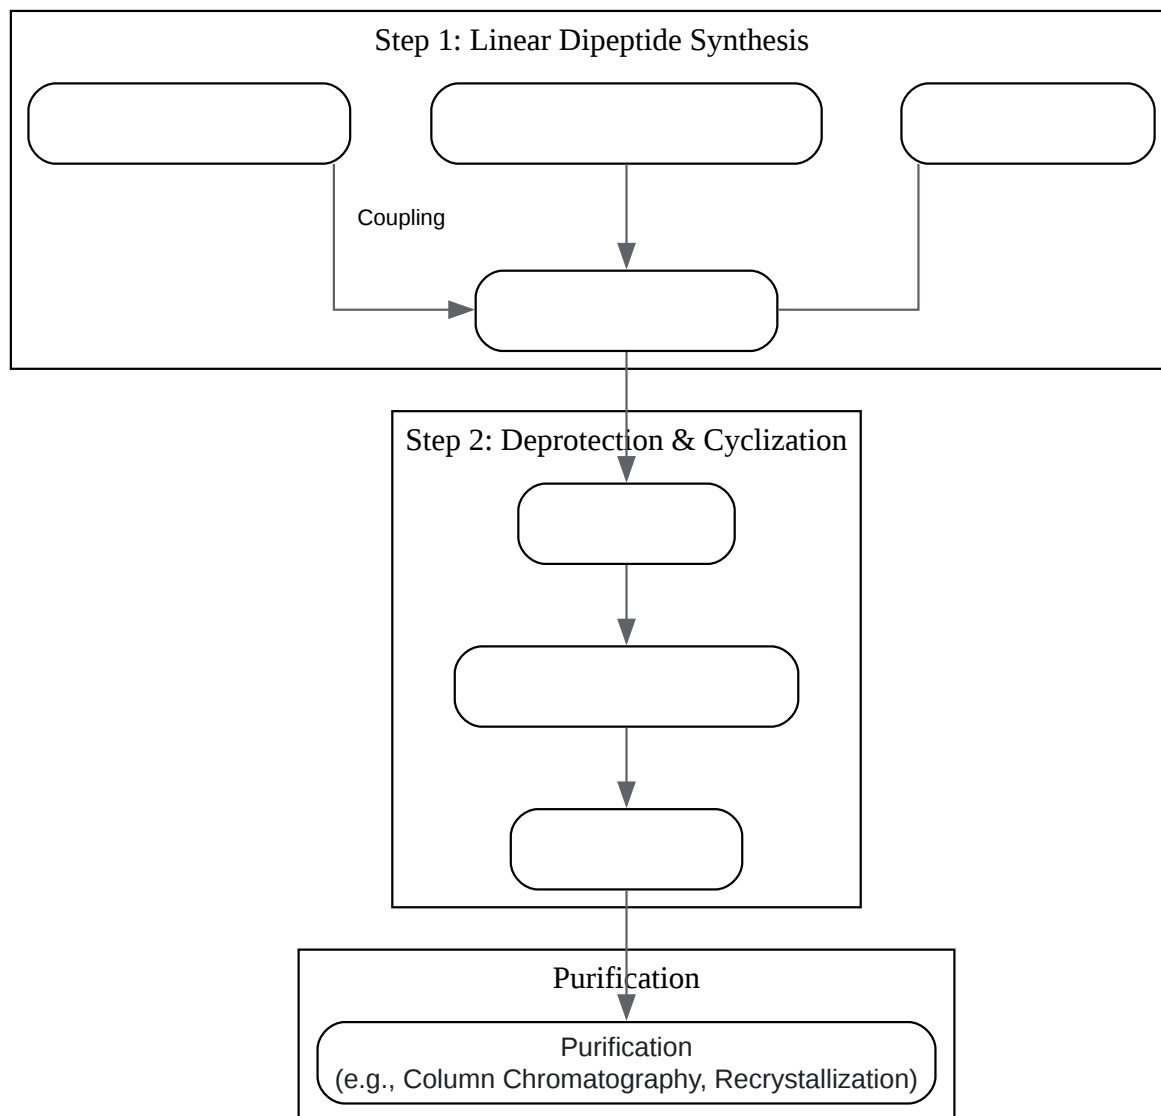 Step 1: Linear Dipeptide Synthesis
Coupling
Step 2: Deprotection & Cyclization
Purification
Purification
(e.g., Column Chromatography, Recrystallization)